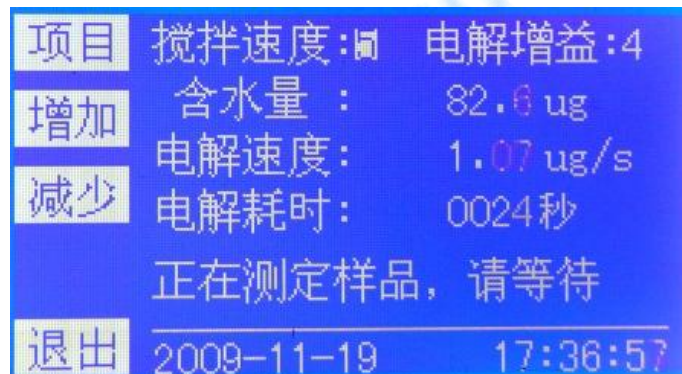 项目 搅拌速度: 电解增益:4
增加 含水量 : 82.6 ug
电解速度: 1.07 ug/s
减少 电解耗时: 0024秒
正在测定样品，请等待
退出 2009-11-19 17:36:57